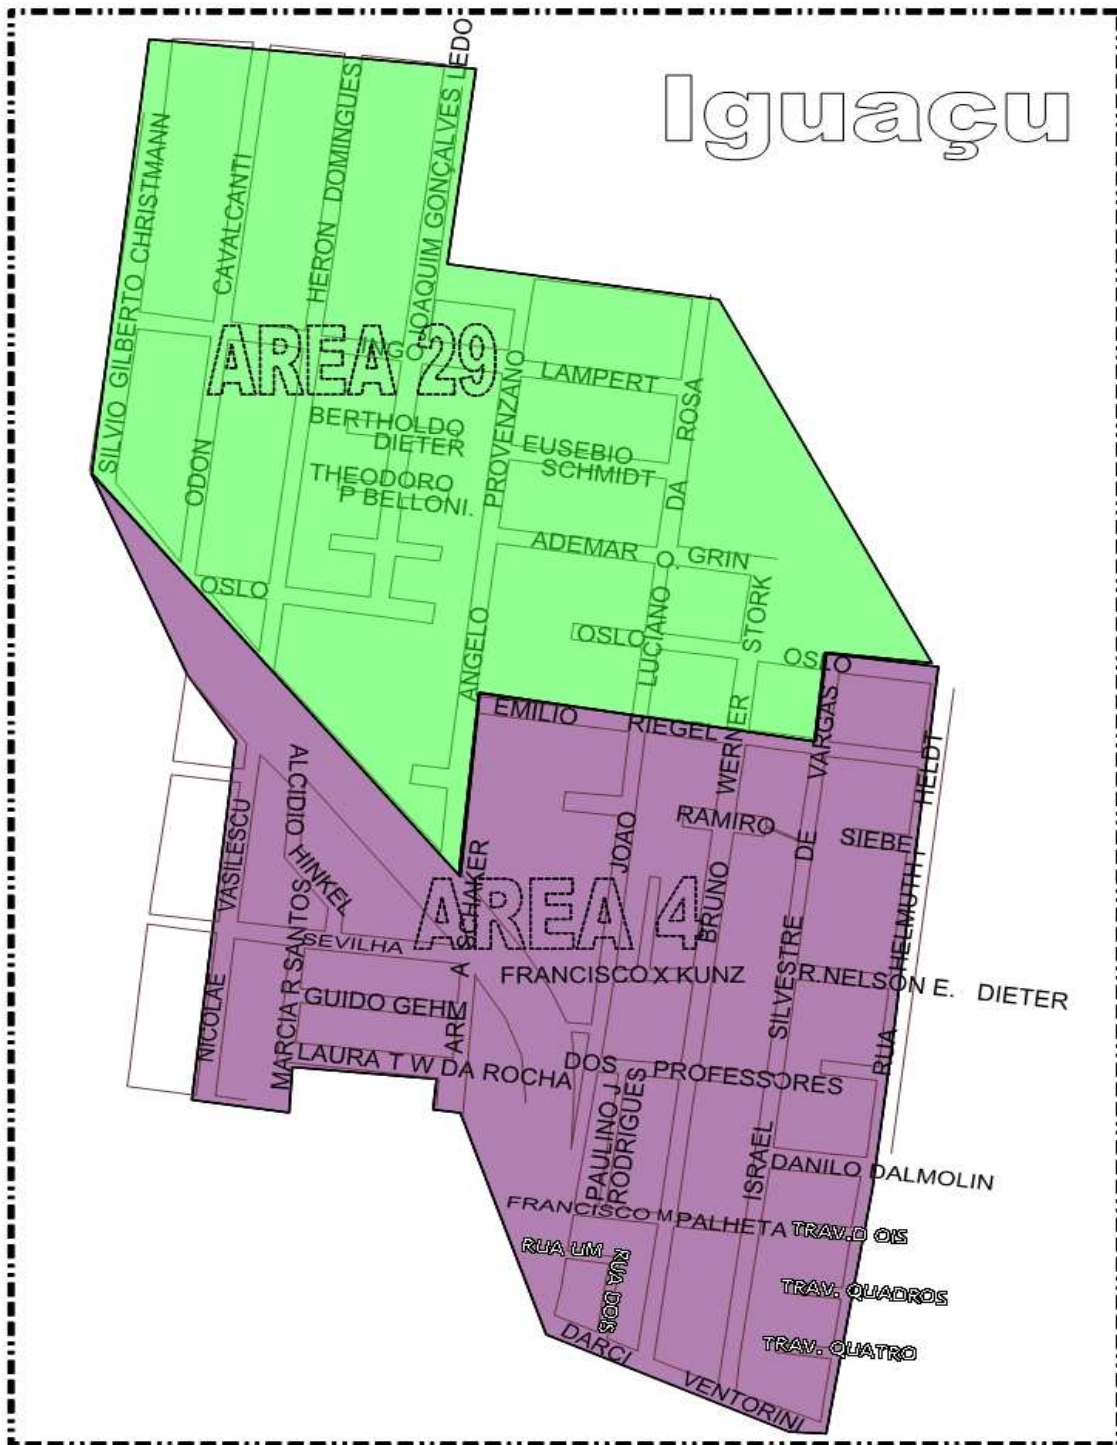 Iguaçu
SILVIO GILBERTO CHRISTMANN
ODON CAVALCANTI
HERON DOMINGUES
JOAQUIM GONÇALVES LEDO
AREA 29
INGO LAMPERT
BERTHOLDO
DIETER
THEODORO
P BELLONI.
ANGELO PROVENZANO
EUSEBIO
SCHMIDT
LUCIANO O. DA ROSA
ADEMAR GRIN
OSLO
OSLO
OSLO
WERNER STORK
EMILIO RIEGEL
ISRAEL SILVESTRE DE VARGAS
RAMIRO
SIEBE
RUA HELMUTH HELDT
ALCIDIO HINKEL
NICOLAE VASILESCU
MARCIA R SANTOS
ARE A SCHAKER
JOAO
BRUNO
AREA 4
SEVILHA
FRANCISCO X KUNZ
R.NELSON E. DIETER
GUIDO GEHM
LAURA T W DA ROCHA
DOS PROFESSORES
PAULINO J
RODRIGUES
DANILO DALMOLIN
FRANCISCO M PALHETA
TRAV.D OIS
RUA UM
RUA DOS
TRAV. QUADROS
TRAV. QUATRO
DARCI VENTORINI